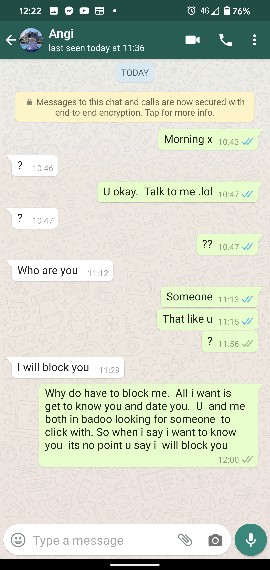 12:22 4G 76%
Angi
last seen today at 11:36
TODAY
Messages to this chat and calls are now secured with
end-to-end encryption. Tap for more info.
Morning x 10:43
? 10:46
U okay. Talk to me .lol 10:47
? 10:47
?? 10:47
Who are you 11:12
Someone 11:13
That like u 11:15
? 11:56
I will block you 11:29
Why do have to block me. All i want is
get to know you and date you. U and me
both in badoo looking for someone to
click with. So when i say i want to know
you its no point u say i will block you
12:00
Type a message